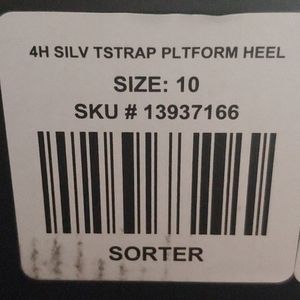 4H SILV TSTRAP PLTFORM HEEL
SIZE: 10
SKU # 13937166
SORTER